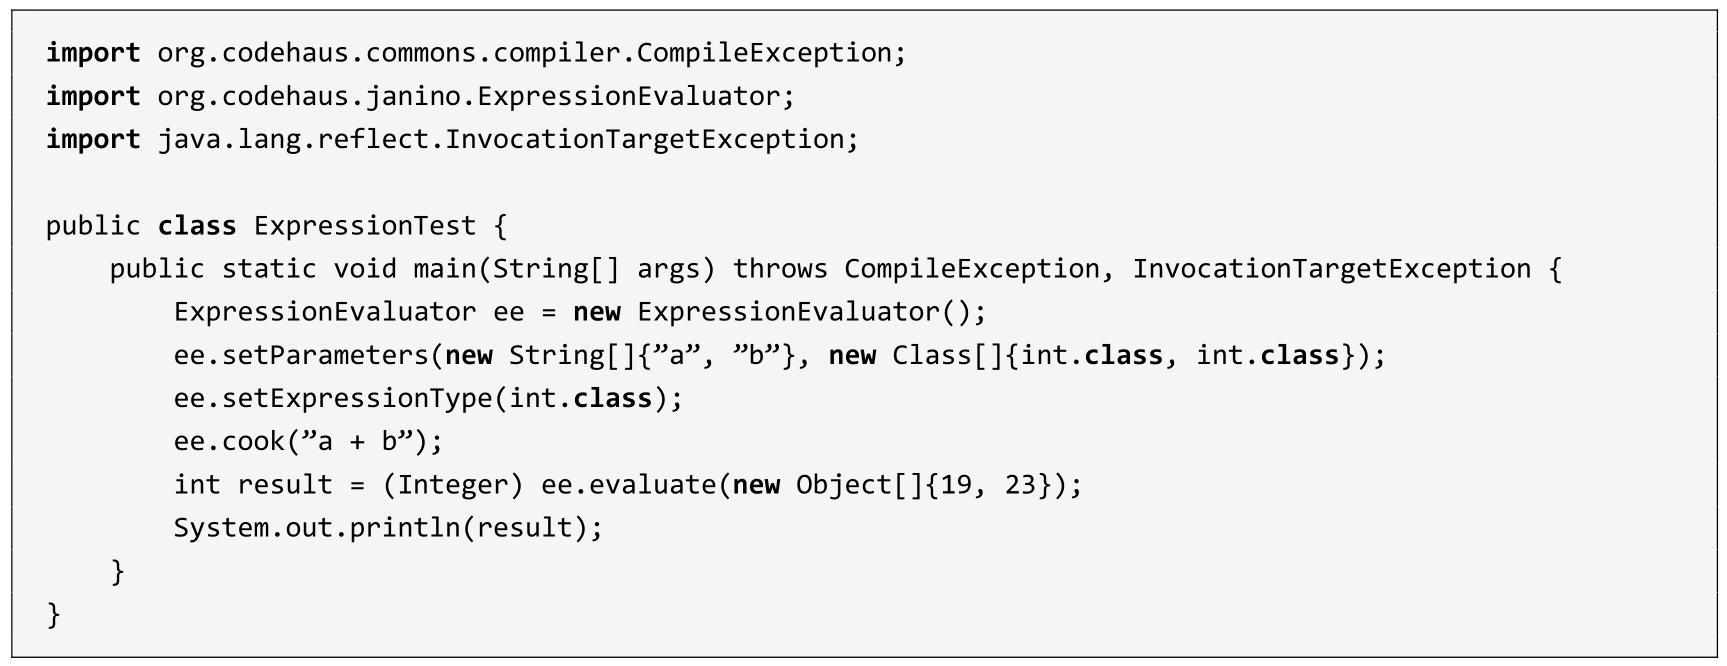 import org.codehaus.commons.compiler.CompileException;
import org.codehaus.janino.ExpressionEvaluator;
import java.lang.reflect.InvocationTargetException;

public class ExpressionTest {
    public static void main(String[] args) throws CompileException, InvocationTargetException {
        ExpressionEvaluator ee = new ExpressionEvaluator();
        ee.setParameters(new String[]{”a”, ”b”}, new Class[]{int.class, int.class});
        ee.setExpressionType(int.class);
        ee.cook(”a + b”);
        int result = (Integer) ee.evaluate(new Object[]{19, 23});
        System.out.println(result);
    }
}